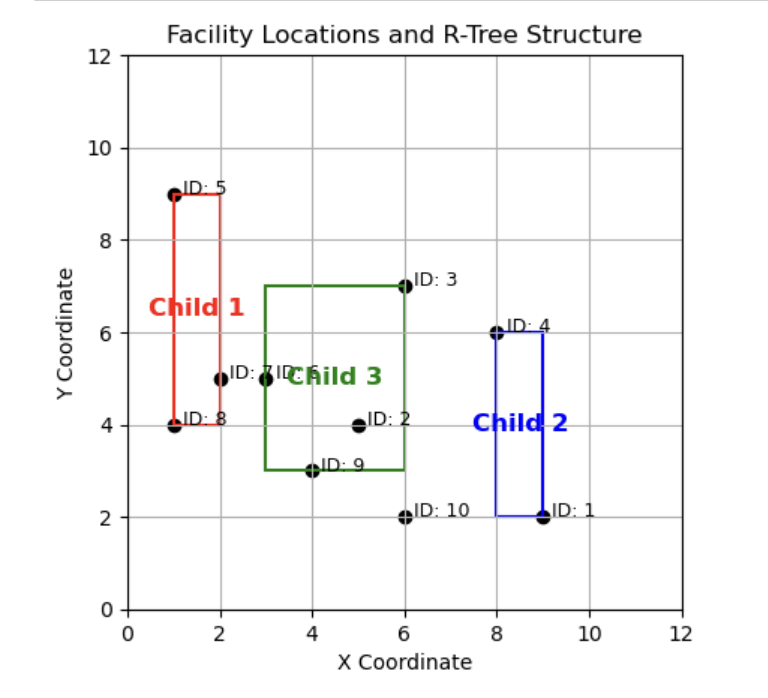 Facility Locations and R-Tree Structure
12
10
8
6
4
2
0
Y Coordinate
ID: 5
ID: 3
Child 1
ID: 4
ID: 7
ID: 6
Child 3
ID: 8
ID: 2
Child 2
ID: 9
ID: 10
ID: 1
0 2 4 6 8 10 12
X Coordinate